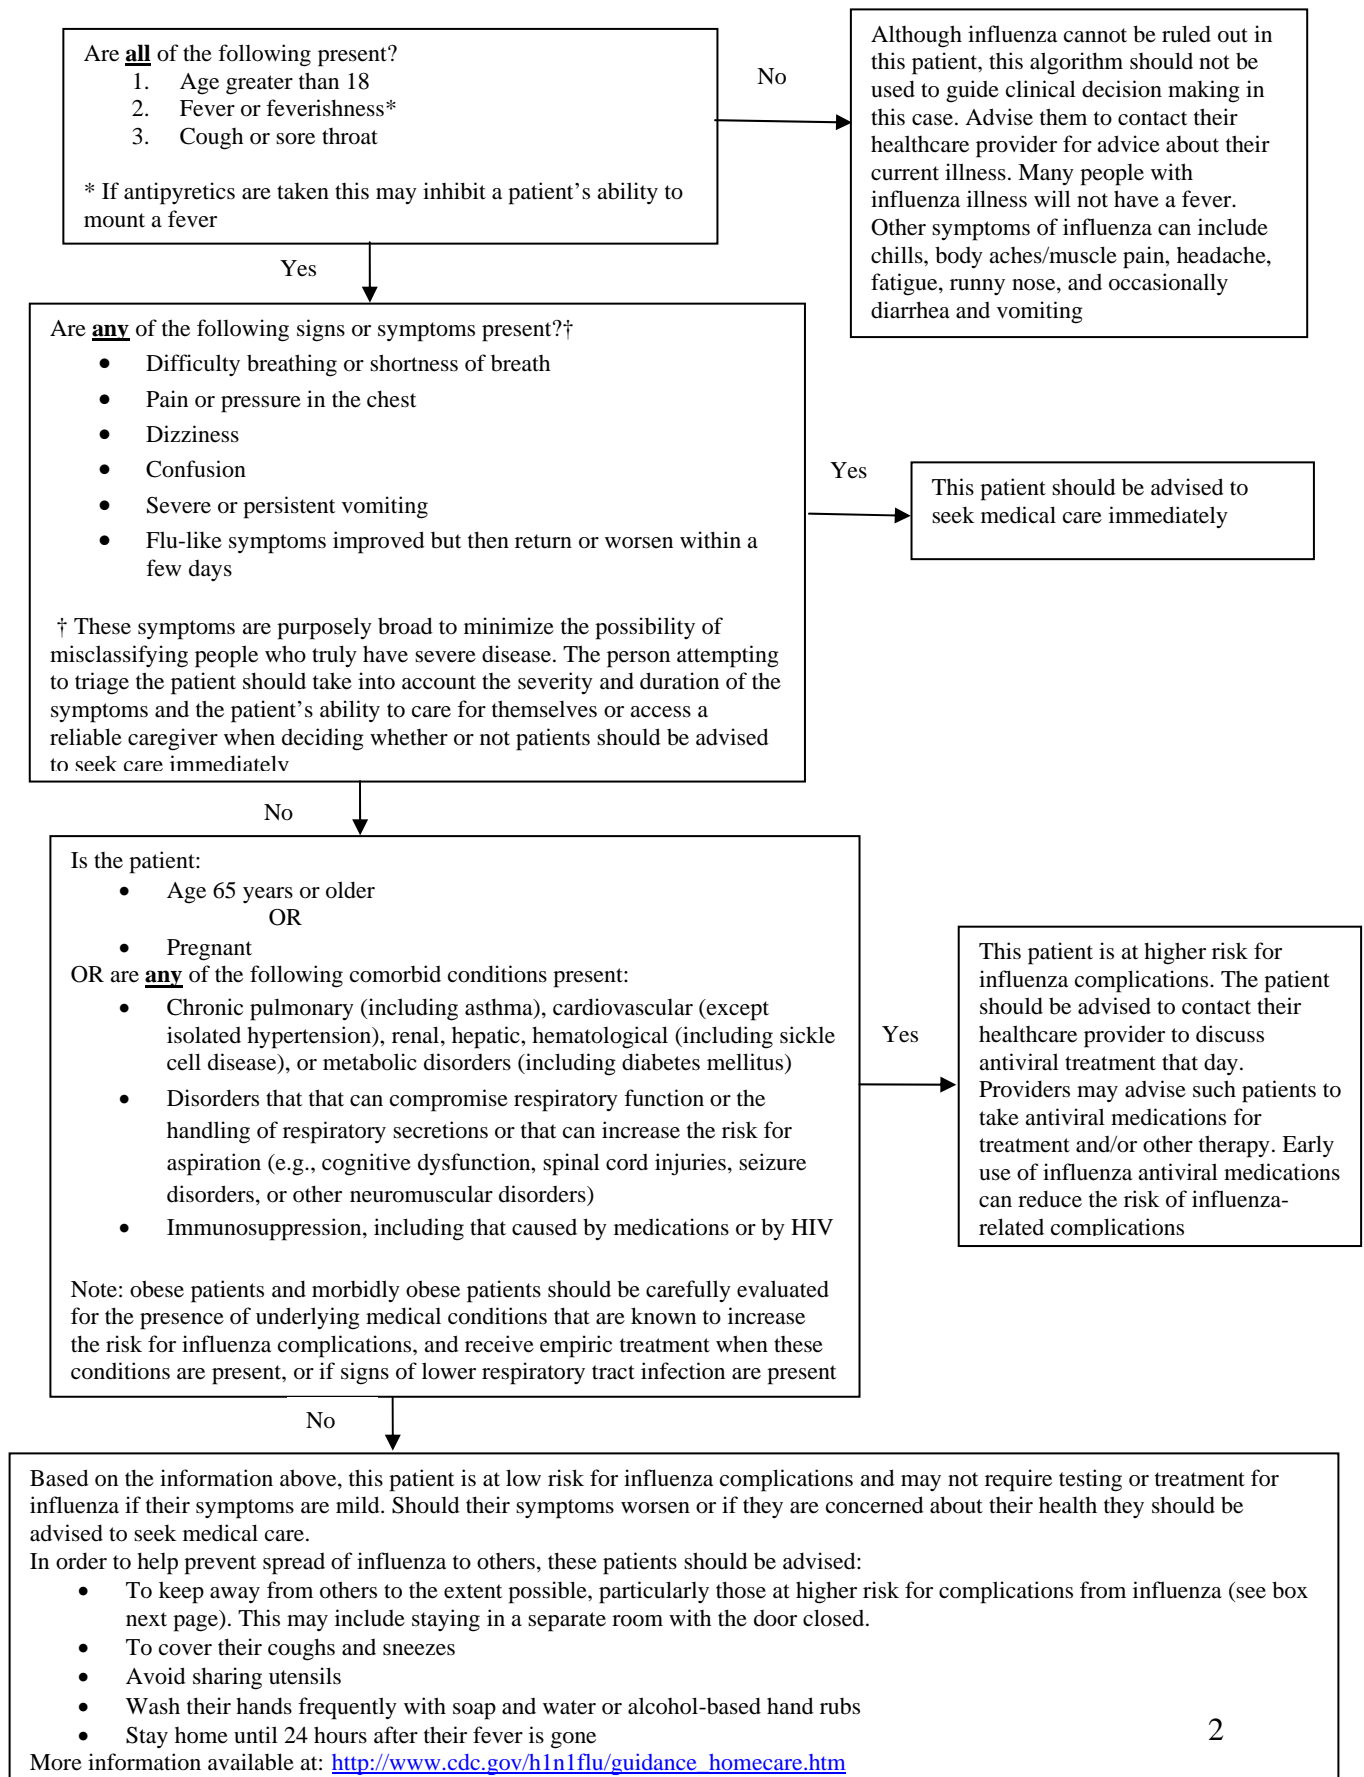 Are all of the following present?
1. Age greater than 18
2. Fever or feverishness*
3. Cough or sore throat
* If antipyretics are taken this may inhibit a patient's ability to
mount a fever
No
Although influenza cannot be ruled out in
this patient, this algorithm should not be
used to guide clinical decision making in
this case. Advise them to contact their
healthcare provider for advice about their
current illness. Many people with
influenza illness will not have a fever.
Other symptoms of influenza can include
chills, body aches/muscle pain, headache,
fatigue, runny nose, and occasionally
diarrhea and vomiting
Yes
Are any of the following signs or symptoms present?†
• Difficulty breathing or shortness of breath
• Pain or pressure in the chest
• Dizziness
• Confusion
• Severe or persistent vomiting
• Flu-like symptoms improved but then return or worsen within a
few days
† These symptoms are purposely broad to minimize the possibility of
misclassifying people who truly have severe disease. The person attempting
to triage the patient should take into account the severity and duration of the
symptoms and the patient's ability to care for themselves or access a
reliable caregiver when deciding whether or not patients should be advised
to seek care immediately
Yes
This patient should be advised to
seek medical care immediately
No
Is the patient:
• Age 65 years or older
OR
• Pregnant
OR are any of the following comorbid conditions present:
• Chronic pulmonary (including asthma), cardiovascular (except
isolated hypertension), renal, hepatic, hematological (including sickle
cell disease), or metabolic disorders (including diabetes mellitus)
• Disorders that that can compromise respiratory function or the
handling of respiratory secretions or that can increase the risk for
aspiration (e.g., cognitive dysfunction, spinal cord injuries, seizure
disorders, or other neuromuscular disorders)
• Immunosuppression, including that caused by medications or by HIV
Note: obese patients and morbidly obese patients should be carefully evaluated
for the presence of underlying medical conditions that are known to increase
the risk for influenza complications, and receive empiric treatment when these
conditions are present, or if signs of lower respiratory tract infection are present
Yes
This patient is at higher risk for
influenza complications. The patient
should be advised to contact their
healthcare provider to discuss
antiviral treatment that day.
Providers may advise such patients to
take antiviral medications for
treatment and/or other therapy. Early
use of influenza antiviral medications
can reduce the risk of influenza-
related complications
No
Based on the information above, this patient is at low risk for influenza complications and may not require testing or treatment for
influenza if their symptoms are mild. Should their symptoms worsen or if they are concerned about their health they should be
advised to seek medical care.
In order to help prevent spread of influenza to others, these patients should be advised:
• To keep away from others to the extent possible, particularly those at higher risk for complications from influenza (see box
next page). This may include staying in a separate room with the door closed.
• To cover their coughs and sneezes
• Avoid sharing utensils
• Wash their hands frequently with soap and water or alcohol-based hand rubs
• Stay home until 24 hours after their fever is gone
More information available at: http://www.cdc.gov/h1n1flu/guidance_homecare.htm
2